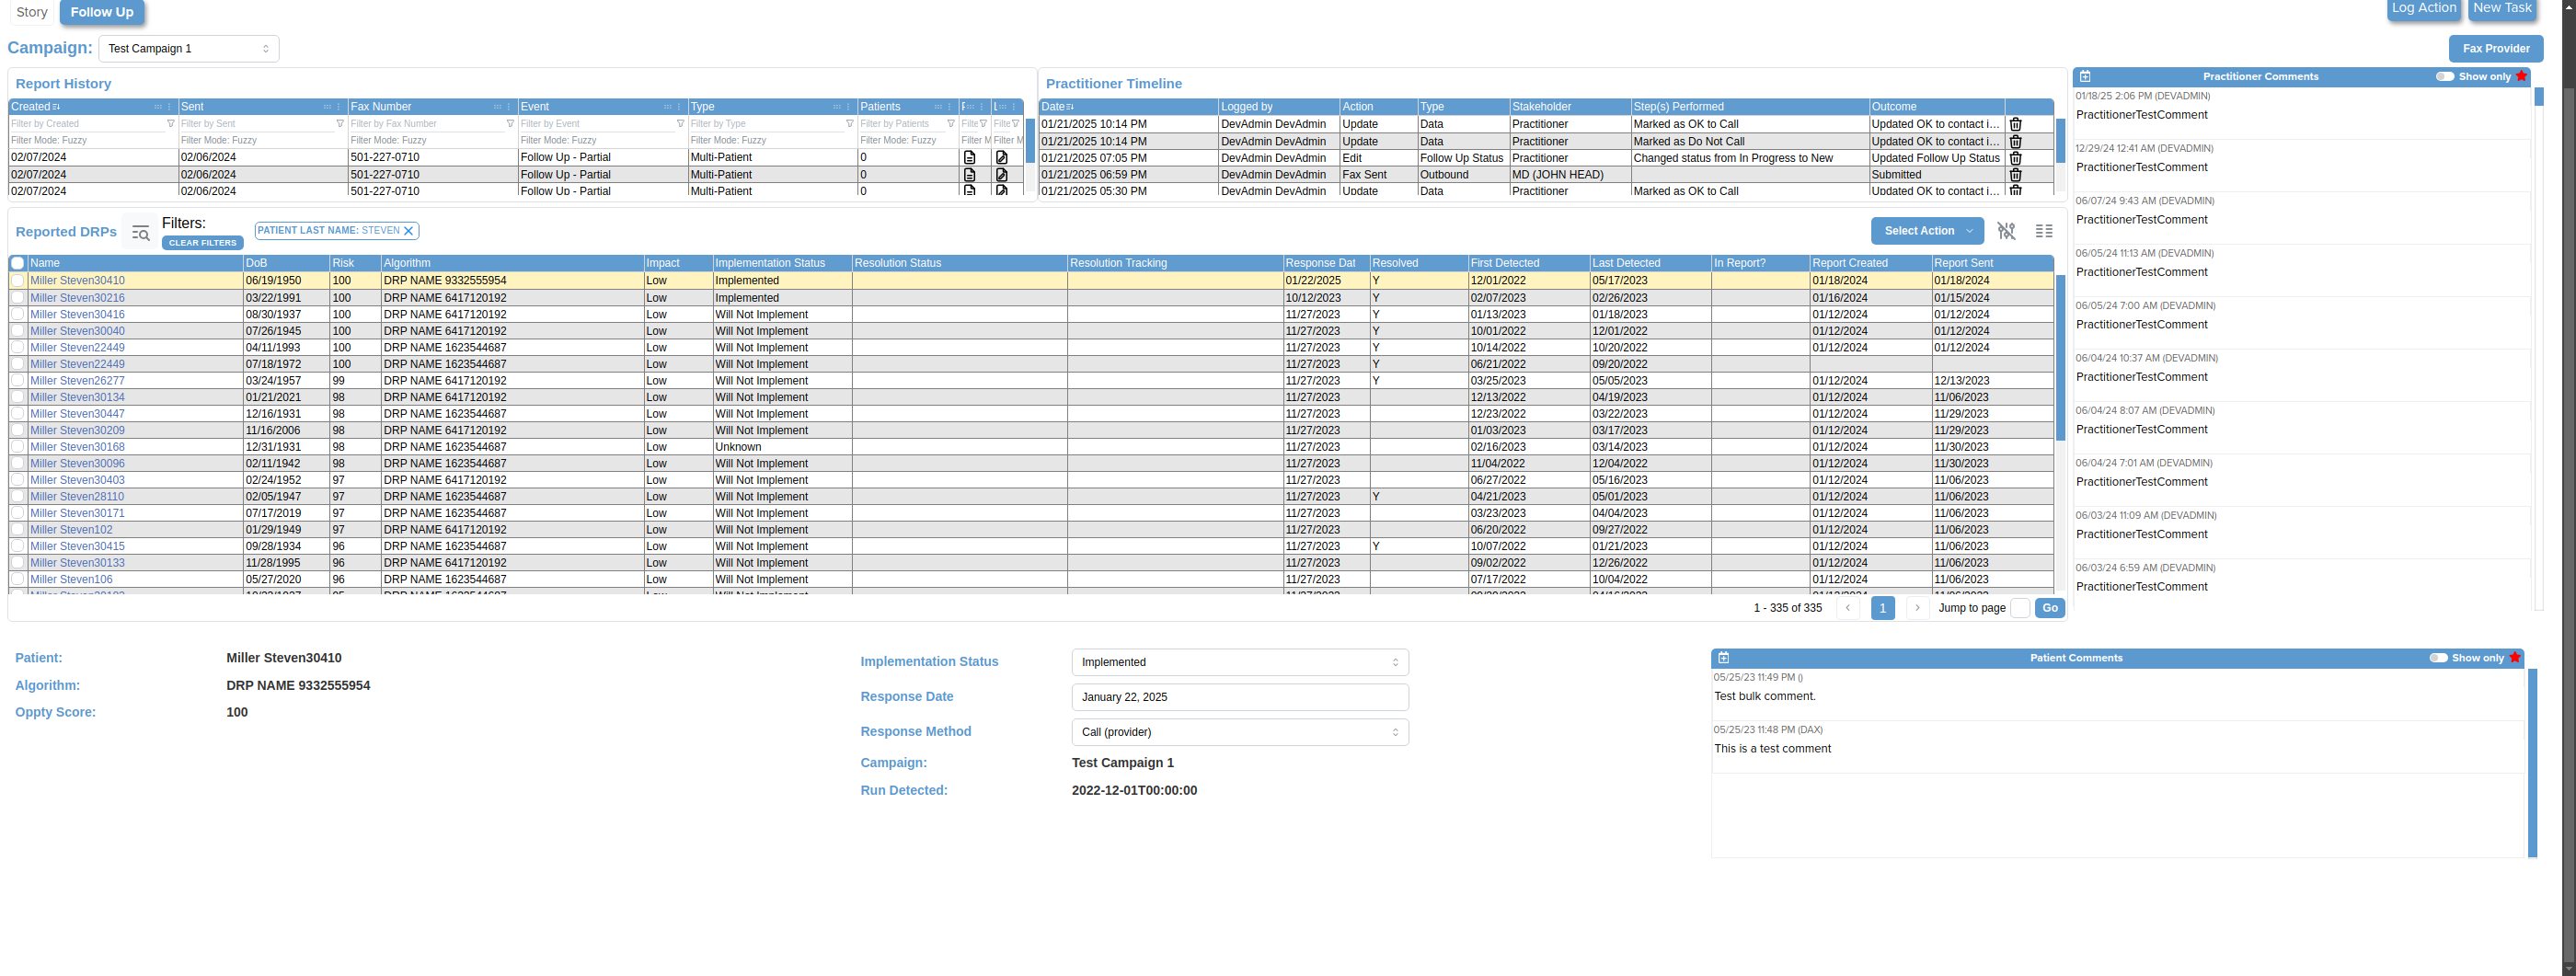 Story Follow Up Log Action New Task
Campaign: Test Campaign 1 Fax Provider
Report History
Created Sent Fax Number Event Type Patients
Filter by Created Filter by Sent Filter by Fax Number Filter by Event Filter by Type Filter by Patients
Filter Mode: Fuzzy Filter Mode: Fuzzy Filter Mode: Fuzzy Filter Mode: Fuzzy Filter Mode: Fuzzy Filter Mode: Fuzzy Filter M Filter M
02/07/2024 02/06/2024 501-227-0710 Follow Up - Partial Multi-Patient 0
02/07/2024 02/06/2024 501-227-0710 Follow Up - Partial Multi-Patient 0
02/07/2024 02/06/2024 501-227-0710 Follow Up - Partial Multi-Patient 0
Practitioner Timeline
Date Logged by Action Type Stakeholder Step(s) Performed Outcome
01/21/2025 10:14 PM DevAdmin DevAdmin Update Data Practitioner Marked as OK to Call Updated OK to contact i...
01/21/2025 10:14 PM DevAdmin DevAdmin Update Data Practitioner Marked as Do Not Call Updated OK to contact i...
01/21/2025 07:05 PM DevAdmin DevAdmin Edit Follow Up Status Practitioner Changed status from In Progress to New Updated Follow Up Status
01/21/2025 06:59 PM DevAdmin DevAdmin Fax Sent Outbound MD (JOHN HEAD) Submitted
01/21/2025 05:30 PM DevAdmin DevAdmin Update Data Practitioner Marked as OK to Call Updated OK to contact i...
Practitioner Comments Show only
01/18/25 2:06 PM (DEVADMIN)
PractitionerTestComment
12/29/24 12:41 AM (DEVADMIN)
PractitionerTestComment
06/07/24 9:43 AM (DEVADMIN)
PractitionerTestComment
06/05/24 11:13 AM (DEVADMIN)
PractitionerTestComment
06/05/24 7:00 AM (DEVADMIN)
PractitionerTestComment
06/04/24 10:37 AM (DEVADMIN)
PractitionerTestComment
06/04/24 8:07 AM (DEVADMIN)
PractitionerTestComment
06/04/24 7:01 AM (DEVADMIN)
PractitionerTestComment
06/03/24 11:09 AM (DEVADMIN)
PractitionerTestComment
06/03/24 6:59 AM (DEVADMIN)
PractitionerTestComment
Reported DRPs Filters: CLEAR FILTERS PATIENT LAST NAME: STEVEN Select Action
Name DoB Risk Algorithm Impact Implementation Status Resolution Status Resolution Tracking Response Dat Resolved First Detected Last Detected In Report? Report Created Report Sent
Miller Steven30410 06/19/1950 100 DRP NAME 9332555954 Low Implemented 01/22/2025 Y 12/01/2022 05/17/2023 01/18/2024 01/18/2024
Miller Steven30216 03/22/1991 100 DRP NAME 6417120192 Low Implemented 10/12/2023 Y 02/07/2023 02/26/2023 01/16/2024 01/15/2024
Miller Steven30416 08/30/1937 100 DRP NAME 6417120192 Low Will Not Implement 11/27/2023 Y 01/13/2023 01/18/2023 01/12/2024 01/12/2024
Miller Steven30040 07/26/1945 100 DRP NAME 6417120192 Low Will Not Implement 11/27/2023 Y 10/01/2022 12/01/2022 01/12/2024 01/12/2024
Miller Steven22449 04/11/1993 100 DRP NAME 1623544687 Low Will Not Implement 11/27/2023 Y 10/14/2022 10/20/2022 01/12/2024 01/12/2024
Miller Steven22449 07/18/1972 100 DRP NAME 1623544687 Low Will Not Implement 11/27/2023 Y 06/21/2022 09/20/2022
Miller Steven26277 03/24/1957 99 DRP NAME 6417120192 Low Will Not Implement 11/27/2023 Y 03/25/2023 05/05/2023 01/12/2024 12/13/2023
Miller Steven30134 01/21/2021 98 DRP NAME 6417120192 Low Will Not Implement 11/27/2023 12/13/2022 04/19/2023 01/12/2024 11/06/2023
Miller Steven30447 12/16/1931 98 DRP NAME 1623544687 Low Will Not Implement 11/27/2023 12/23/2022 03/22/2023 01/12/2024 11/29/2023
Miller Steven30209 11/16/2006 98 DRP NAME 6417120192 Low Will Not Implement 11/27/2023 01/03/2023 03/17/2023 01/12/2024 11/29/2023
Miller Steven30168 12/31/1931 98 DRP NAME 1623544687 Low Unknown 11/27/2023 02/16/2023 03/14/2023 01/12/2024 11/30/2023
Miller Steven30096 02/11/1942 98 DRP NAME 1623544687 Low Will Not Implement 11/27/2023 11/04/2022 12/04/2022 01/12/2024 11/30/2023
Miller Steven30403 02/24/1952 97 DRP NAME 6417120192 Low Will Not Implement 11/27/2023 06/27/2022 05/16/2023 01/12/2024 11/06/2023
Miller Steven28110 02/05/1947 97 DRP NAME 1623544687 Low Will Not Implement 11/27/2023 Y 04/21/2023 05/01/2023 01/12/2024 11/06/2023
Miller Steven30171 07/17/2019 97 DRP NAME 1623544687 Low Will Not Implement 11/27/2023 03/23/2023 04/04/2023 01/12/2024 11/06/2023
Miller Steven102 01/29/1949 97 DRP NAME 6417120192 Low Will Not Implement 11/27/2023 06/20/2022 09/27/2022 01/12/2024 11/06/2023
Miller Steven30415 09/28/1934 96 DRP NAME 1623544687 Low Will Not Implement 11/27/2023 Y 10/07/2022 01/21/2023 01/12/2024 11/06/2023
Miller Steven30133 11/28/1995 96 DRP NAME 6417120192 Low Will Not Implement 11/27/2023 09/02/2022 12/26/2022 01/12/2024 11/06/2023
Miller Steven106 05/27/2020 96 DRP NAME 1623544687 Low Will Not Implement 11/27/2023 07/17/2022 10/04/2022 01/12/2024 11/06/2023
1 - 335 of 335 1 Jump to page Go
Patient: Miller Steven30410
Algorithm: DRP NAME 9332555954
Oppty Score: 100
Implementation Status Implemented
Response Date January 22, 2025
Response Method Call (provider)
Campaign: Test Campaign 1
Run Detected: 2022-12-01T00:00:00
Patient Comments Show only
05/25/23 11:49 PM ()
Test bulk comment.
05/25/23 11:48 PM (DAX)
This is a test comment